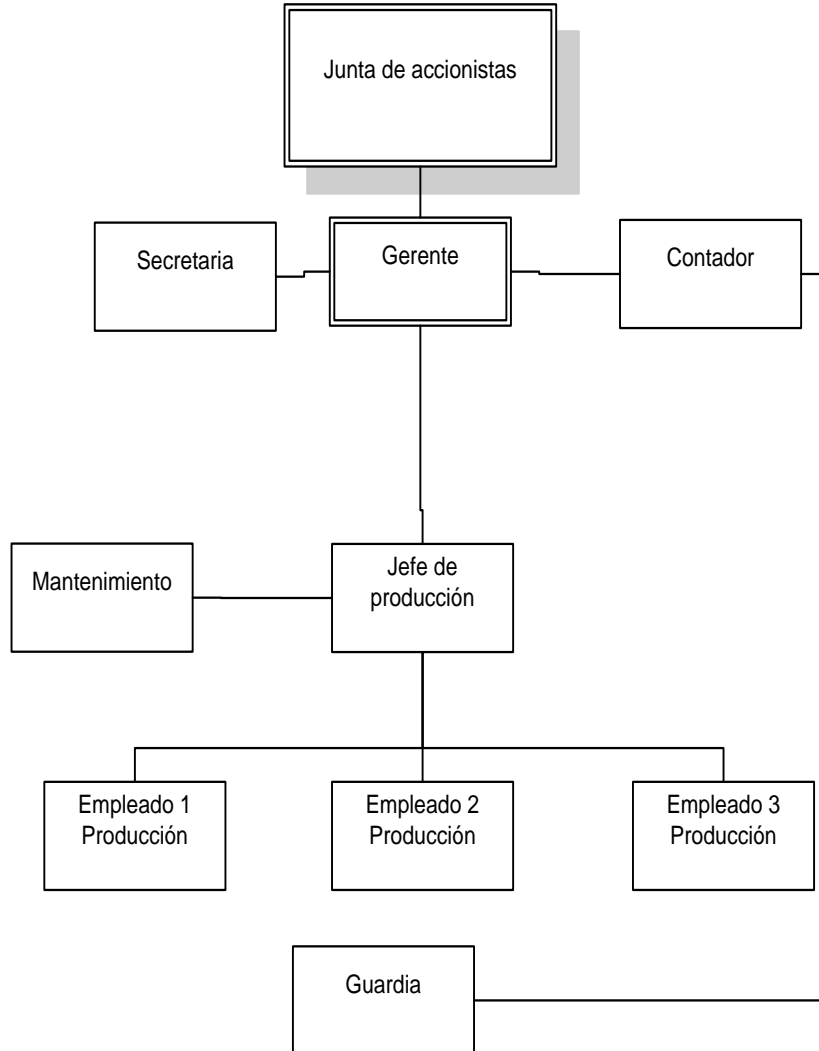 Junta de accionistas
Secretaria
Gerente
Contador
Mantenimiento
Jefe de
producción
Empleado 1
Producción
Empleado 2
Producción
Empleado 3
Producción
Guardia